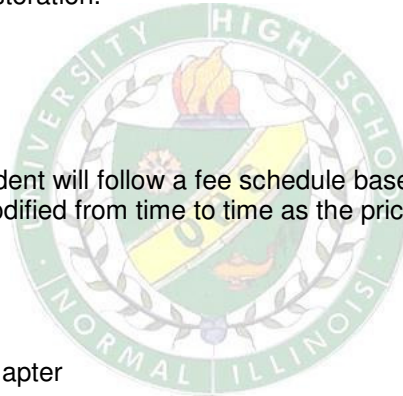 toration.
dent will follow a fee schedule base
odified from time to time as the pric
apter
UNIVERSITY HIGH SCHOOL
NORMAL ILLINOIS